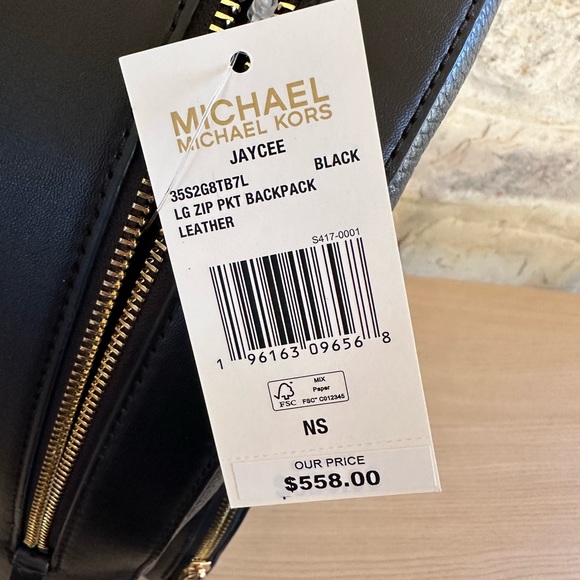 MICHAEL
MICHAEL KORS
JAYCEE
35S2G8TB7L BLACK
LG ZIP PKT BACKPACK
LEATHER
S417-0001
1 96163 09656 8
FSC
MIX
Paper
FSC® C012345
NS
OUR PRICE
$558.00